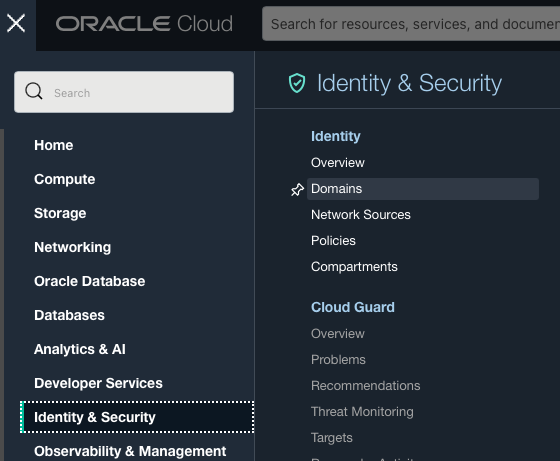 ORACLE Cloud
Search for resources, services, and documen
Search
Home
Compute
Storage
Networking
Oracle Database
Databases
Analytics & AI
Developer Services
Identity & Security
Observability & Management
Identity & Security
Identity
Overview
Domains
Network Sources
Policies
Compartments
Cloud Guard
Overview
Problems
Recommendations
Threat Monitoring
Targets